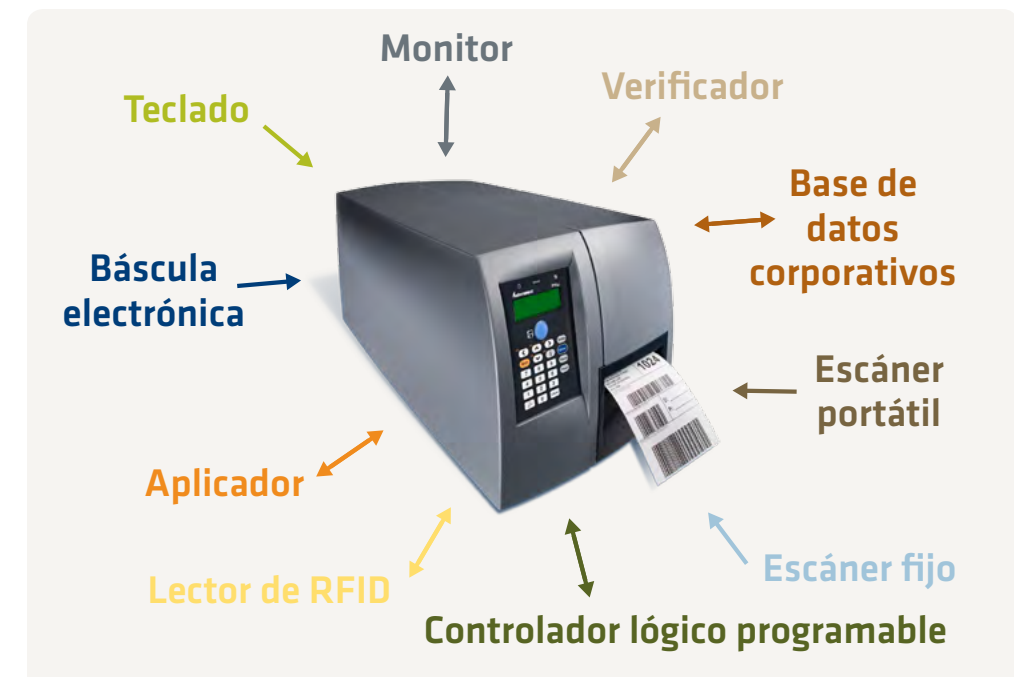 Monitor
Verificador
Teclado
Base de
datos
corporativos
Báscula
electrónica
1024
Escáner
portátil
Aplicador
Escáner fijo
Lector de RFID
Controlador lógico programable